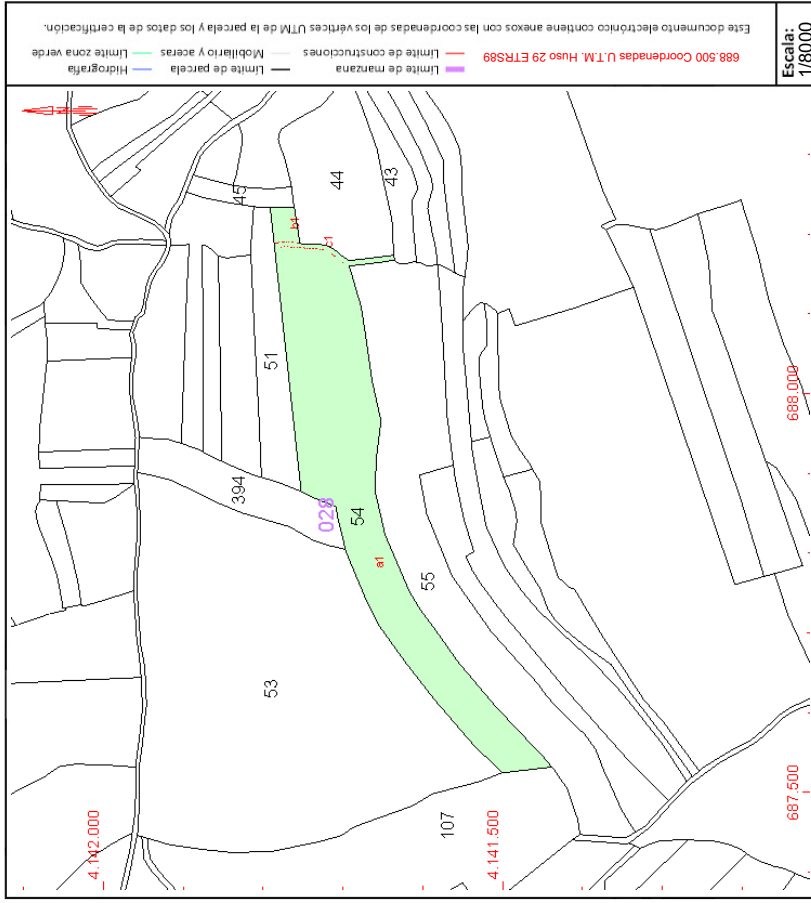 Este documento electrónico contiene anexos con las coordenadas de los vértices UTM de la parcela y los datos de la certificación.
688.500 Coordenadas U.T.M. Huso 29 ETRS89
Límite de manzana
Límite de construcciones
Límite de parcela
Mobiliario y aceras
Hidrografía
Límite zona verde
Escala:
1/8000
45
44
43
b1
c1
51
688.000
394
028
54
a1
55
53
107
687.500
4.142.000
4.141.500